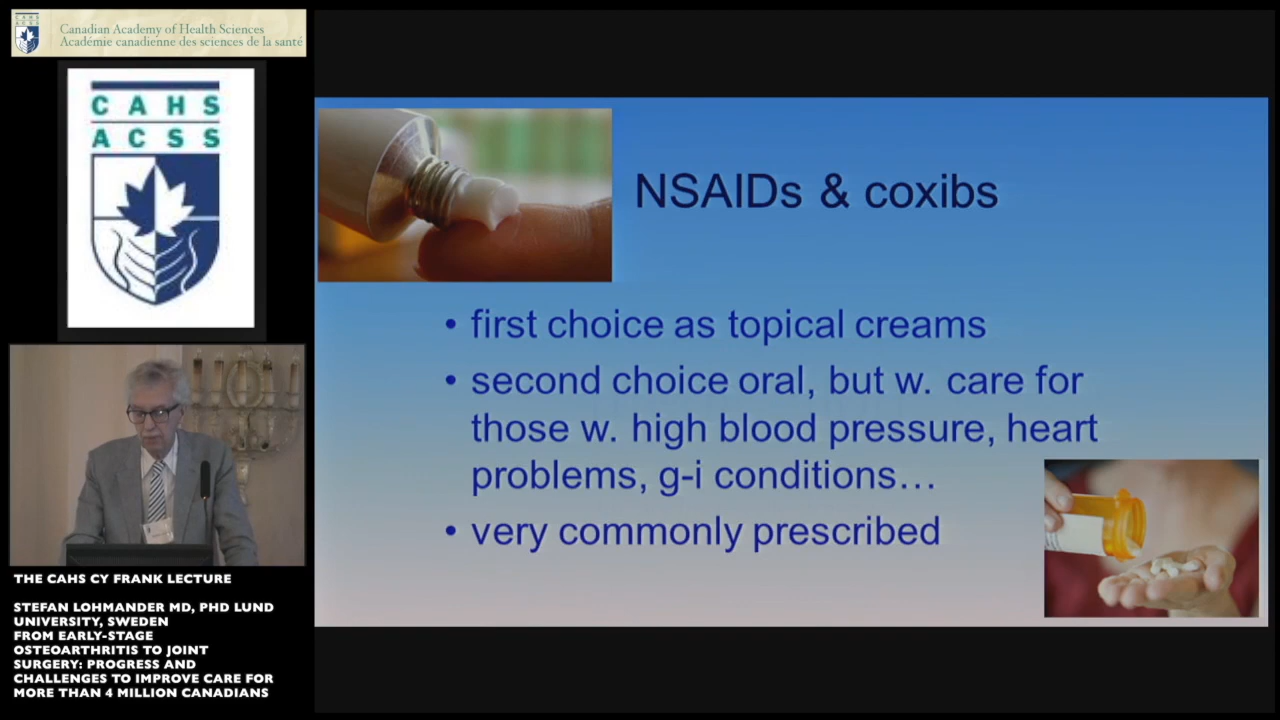 Canadian Academy of Health Sciences
Académie canadienne des sciences de la santé
CAHS
ACSS
NSAIDs & coxibs
• first choice as topical creams
• second choice oral, but w. care for
those w. high blood pressure, heart
problems, g-i conditions…
• very commonly prescribed
THE CAHS CY FRANK LECTURE
STEFAN LOHMANDER MD, PHD LUND
UNIVERSITY, SWEDEN
FROM EARLY-STAGE
OSTEOARTHRITIS TO JOINT
SURGERY: PROGRESS AND
CHALLENGES TO IMPROVE CARE FOR
MORE THAN 4 MILLION CANADIANS